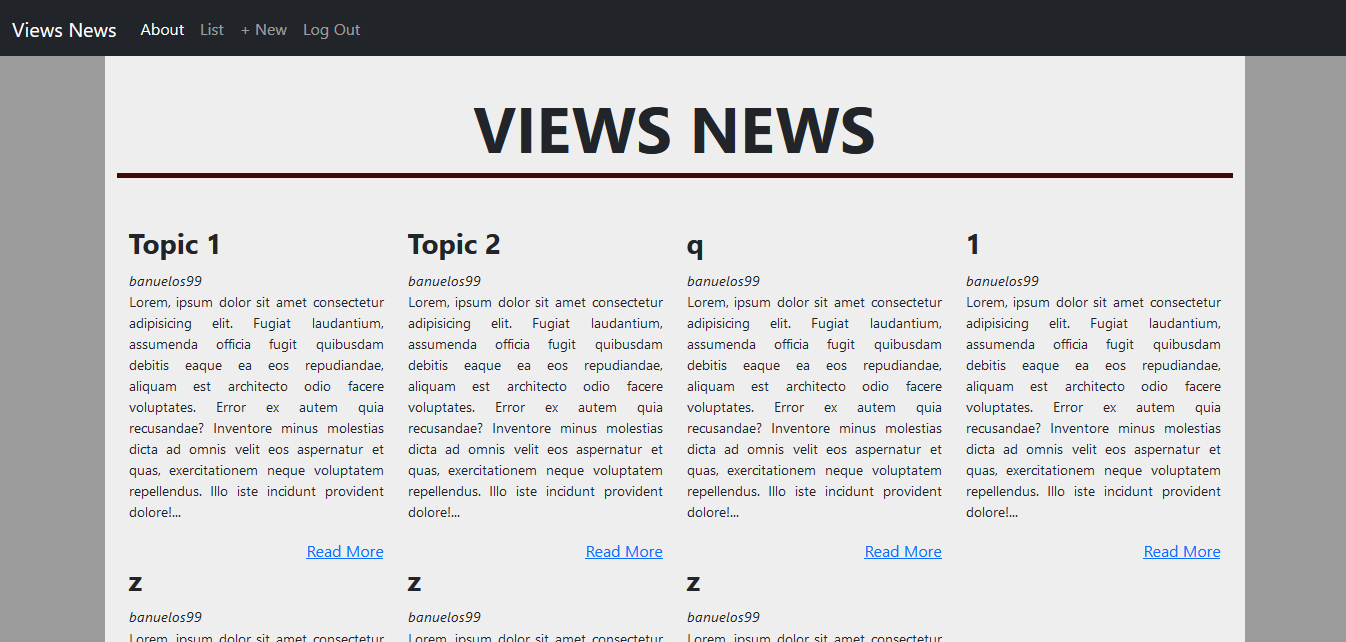 Views News About List + New Log Out
VIEWS NEWS
Topic 1
banuelos99
Lorem, ipsum dolor sit amet consectetur
adipisicing elit. Fugiat laudantium,
assumenda officia fugit quibusdam
debitis eaque ea eos repudiandae,
aliquam est architecto odio facere
voluptates. Error ex autem quia
recusandae? Inventore minus molestias
dicta ad omnis velit eos aspernatur et
quas, exercitationem neque voluptatem
repellendus. Illo iste incidunt provident
dolore!...
Read More
Topic 2
banuelos99
Lorem, ipsum dolor sit amet consectetur
adipisicing elit. Fugiat laudantium,
assumenda officia fugit quibusdam
debitis eaque ea eos repudiandae,
aliquam est architecto odio facere
voluptates. Error ex autem quia
recusandae? Inventore minus molestias
dicta ad omnis velit eos aspernatur et
quas, exercitationem neque voluptatem
repellendus. Illo iste incidunt provident
dolore!...
Read More
q
banuelos99
Lorem, ipsum dolor sit amet consectetur
adipisicing elit. Fugiat laudantium,
assumenda officia fugit quibusdam
debitis eaque ea eos repudiandae,
aliquam est architecto odio facere
voluptates. Error ex autem quia
recusandae? Inventore minus molestias
dicta ad omnis velit eos aspernatur et
quas, exercitationem neque voluptatem
repellendus. Illo iste incidunt provident
dolore!...
Read More
1
banuelos99
Lorem, ipsum dolor sit amet consectetur
adipisicing elit. Fugiat laudantium,
assumenda officia fugit quibusdam
debitis eaque ea eos repudiandae,
aliquam est architecto odio facere
voluptates. Error ex autem quia
recusandae? Inventore minus molestias
dicta ad omnis velit eos aspernatur et
quas, exercitationem neque voluptatem
repellendus. Illo iste incidunt provident
dolore!...
Read More
z
banuelos99
Lorem, ipsum dolor sit amet consectetur
z
banuelos99
Lorem, ipsum dolor sit amet consectetur
z
banuelos99
Lorem, ipsum dolor sit amet consectetur